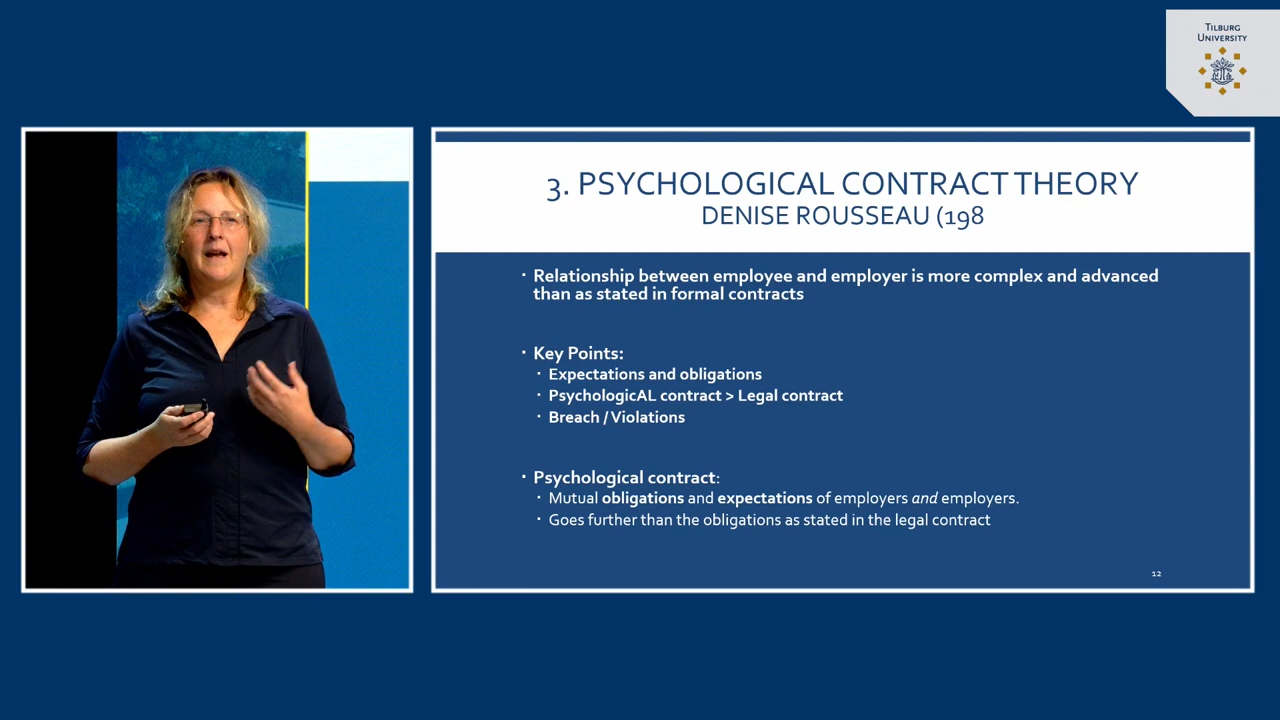 TILBURG
UNIVERSITY
3. PSYCHOLOGICAL CONTRACT THEORY
DENISE ROUSSEAU (198
▪ Relationship between employee and employer is more complex and advanced
than as stated in formal contracts
▪ Key Points:
▪ Expectations and obligations
▪ PsychologicAL contract > Legal contract
▪ Breach / Violations
▪ Psychological contract:
▪ Mutual obligations and expectations of employers and employers.
▪ Goes further than the obligations as stated in the legal contract
12